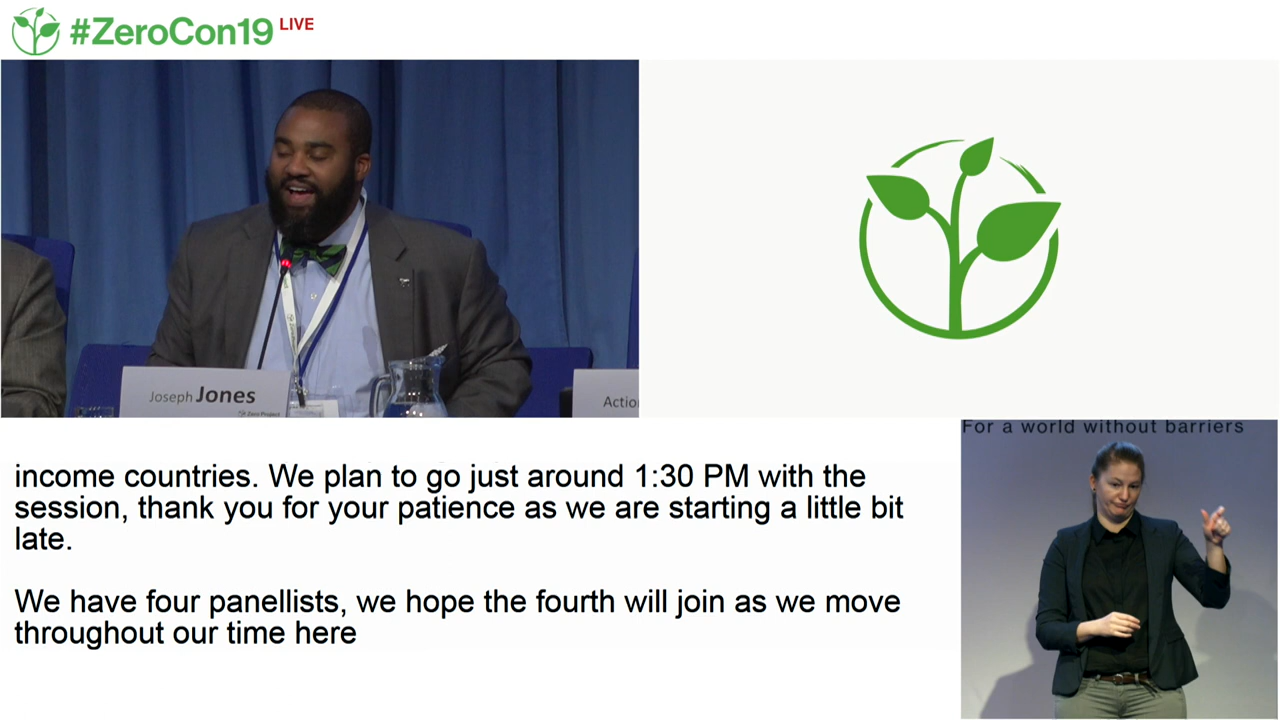 #ZeroCon19 LIVE
Joseph Jones
Zero Project
Actio
income countries. We plan to go just around 1:30 PM with the
session, thank you for your patience as we are starting a little bit
late.
We have four panellists, we hope the fourth will join as we move
throughout our time here
For a world without barriers